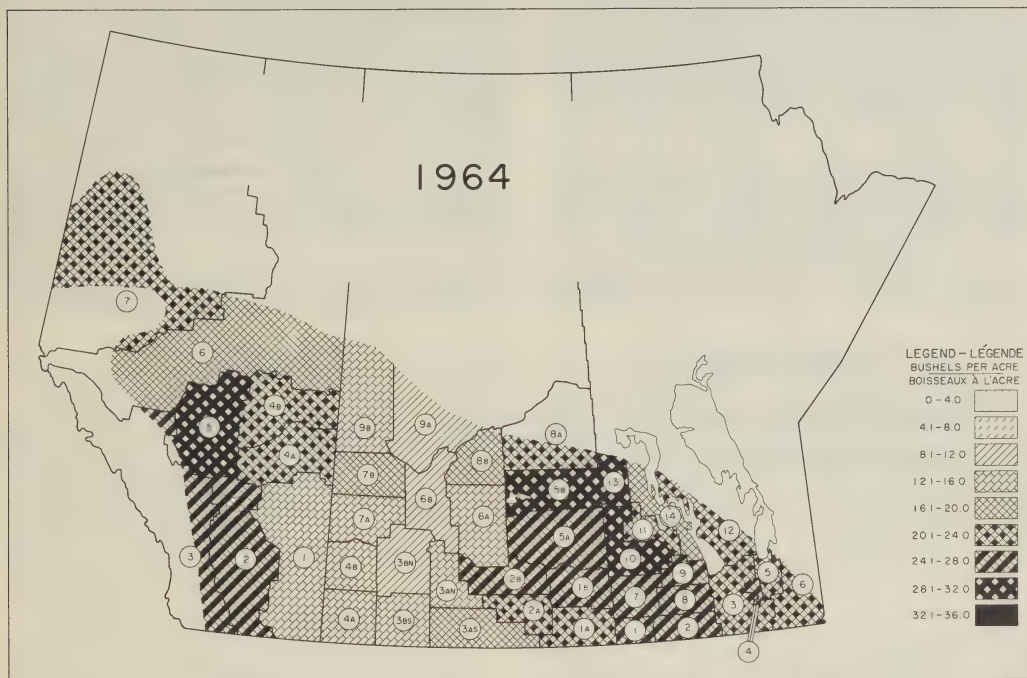 1964
LEGEND – LÉGENDE
BUSHELS PER ACRE
BOISSEAUX À L'ACRE
0 – 4.0
4.1 – 8.0
8.1 – 12.0
12.1 – 16.0
16.1 – 20.0
20.1 – 24.0
24.1 – 28.0
28.1 – 32.0
32.1 – 36.0
7
6
5
4B
4A
3
2
1
9B
9A
8B
8A
7B
6B
6A
7A
4B
3BN
3AN
4A
3BS
3AS
5B
5A
2B
1B
2A
1A
13
14
11
12
10
9
7
8
5
6
3
1
2
4